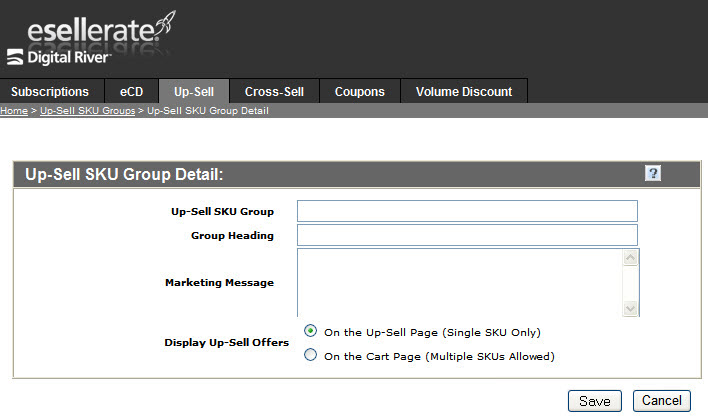 esellerate
Digital River
Subscriptions eCD Up-Sell Cross-Sell Coupons Volume Discount
Home > Up-Sell SKU Groups > Up-Sell SKU Group Detail
Up-Sell SKU Group Detail: ?
Up-Sell SKU Group
Group Heading
Marketing Message
Display Up-Sell Offers
On the Up-Sell Page (Single SKU Only)
On the Cart Page (Multiple SKUs Allowed)
Save Cancel